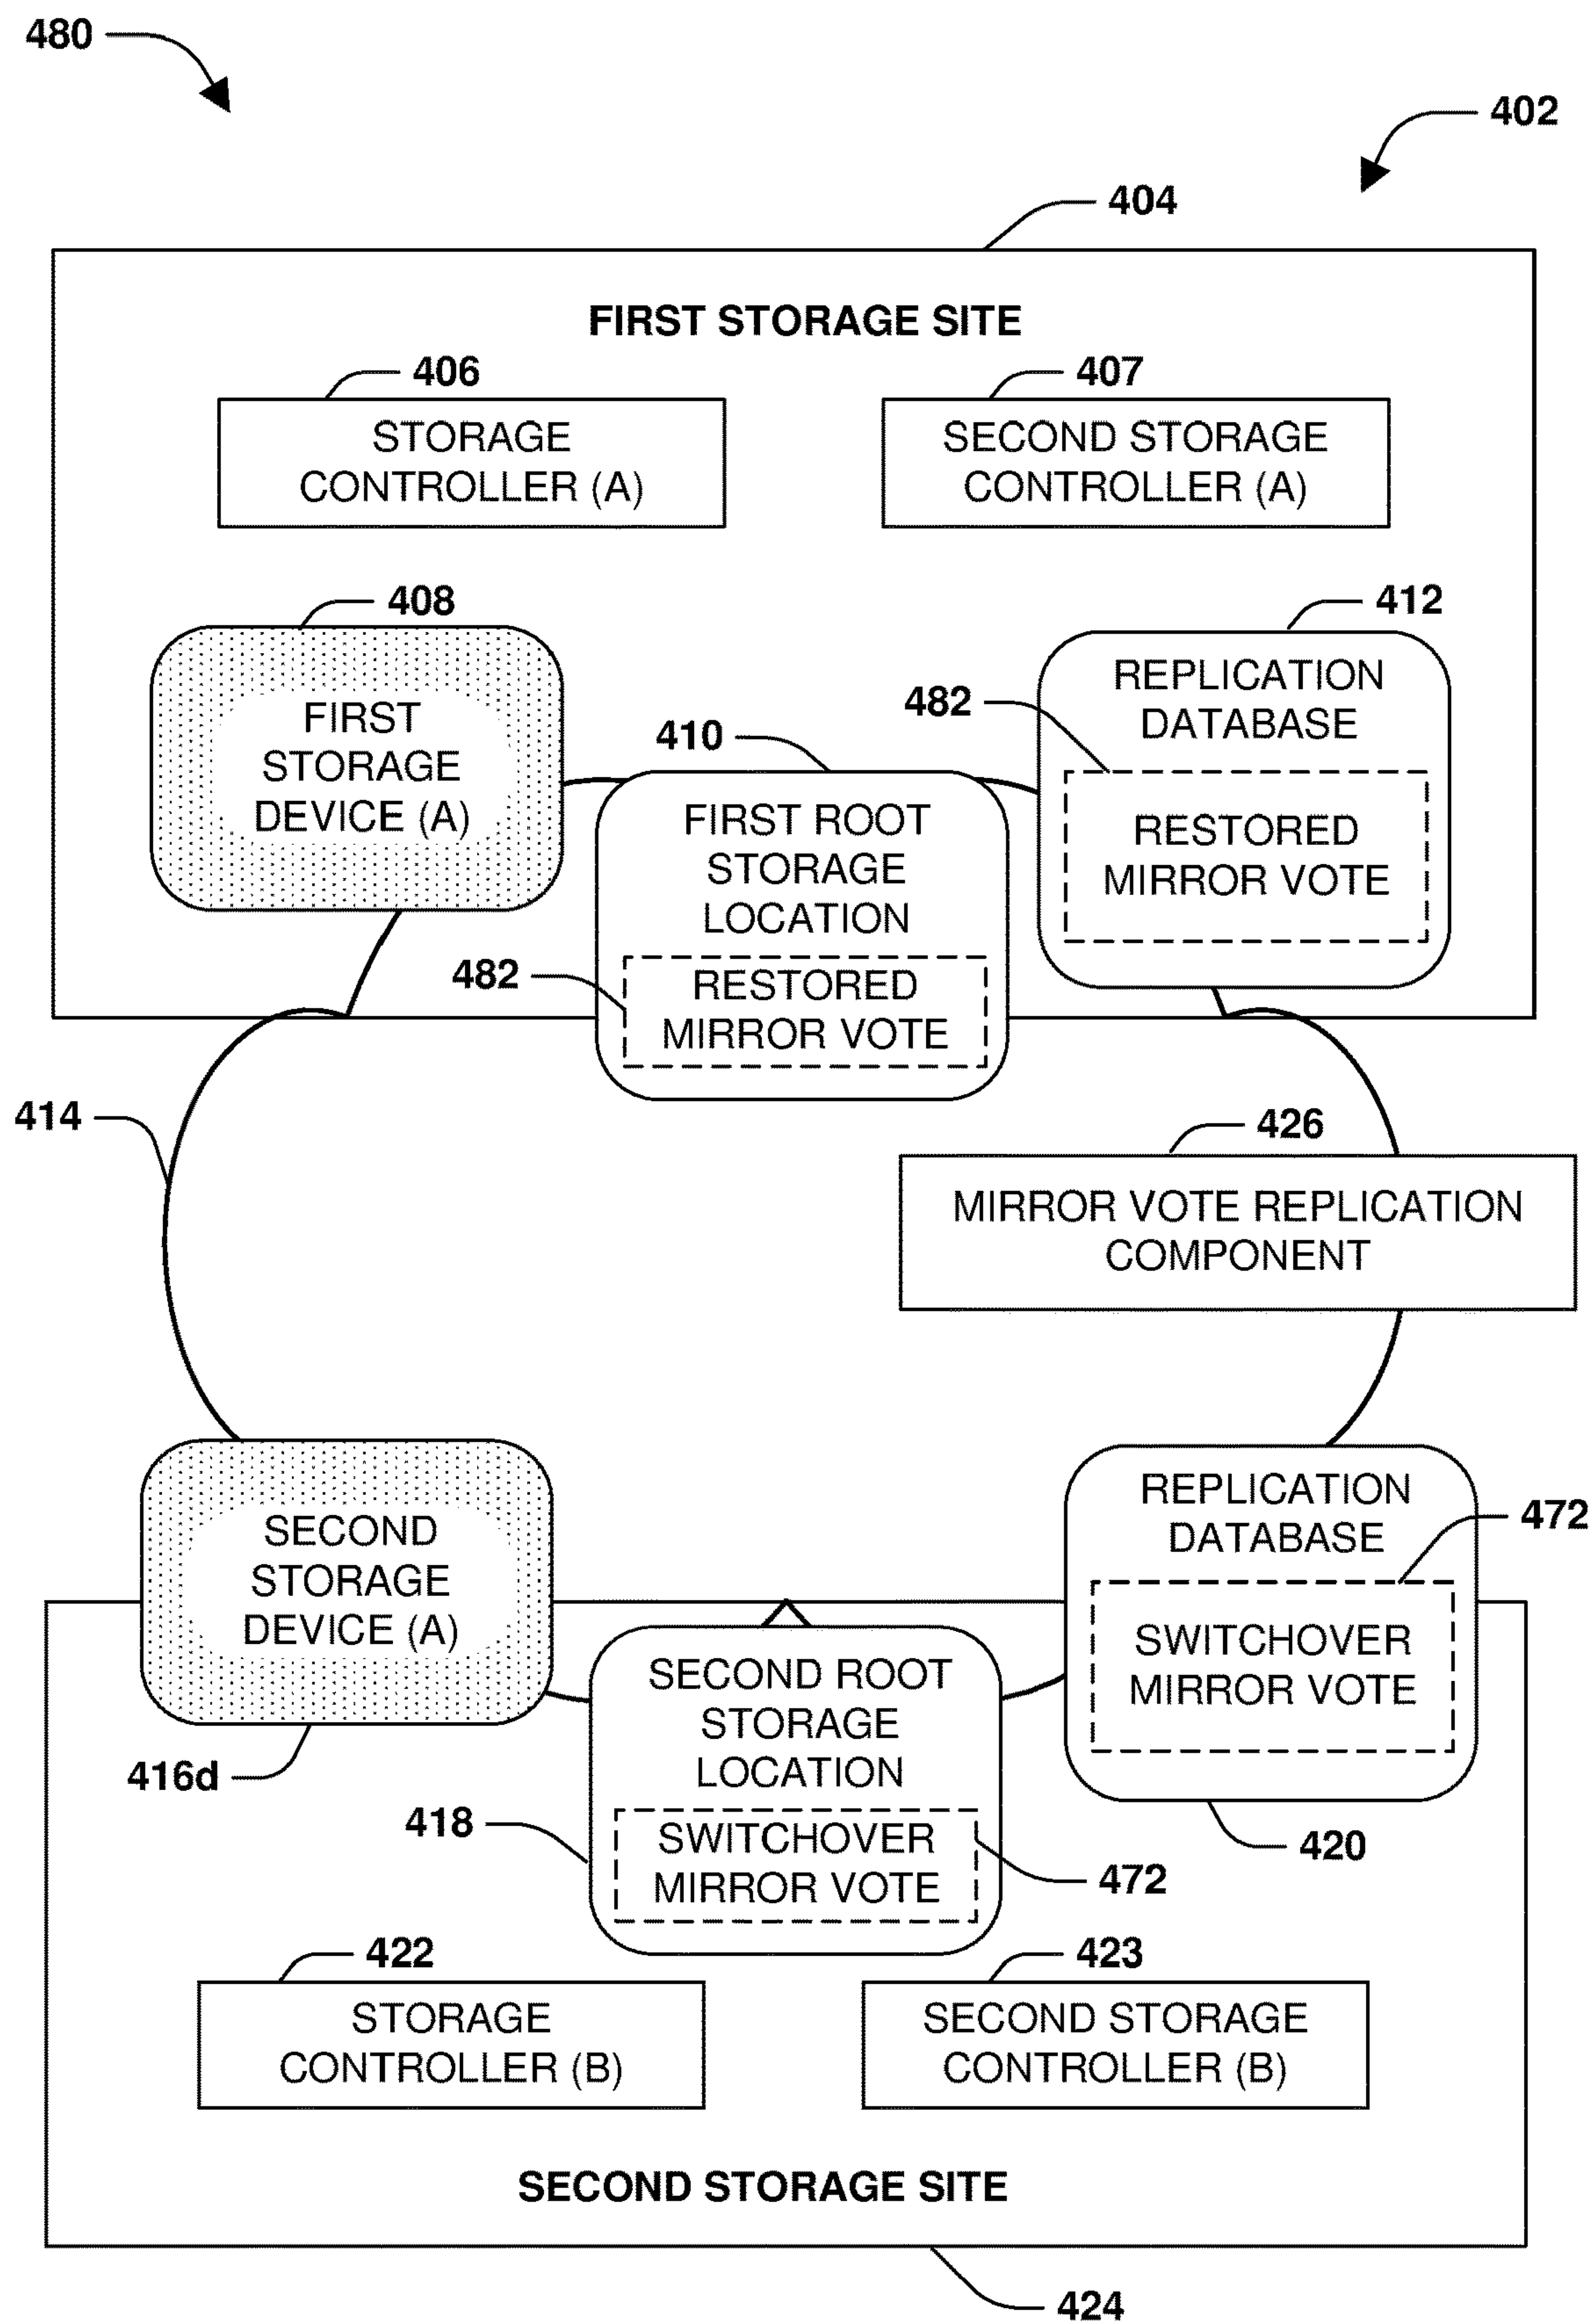 480
402
404
FIRST STORAGE SITE
406
407
STORAGE
CONTROLLER (A)
SECOND STORAGE
CONTROLLER (A)
408
412
FIRST
STORAGE
DEVICE (A)
REPLICATION
DATABASE
482
RESTORED
MIRROR VOTE
410
FIRST ROOT
STORAGE
LOCATION
482
RESTORED
MIRROR VOTE
414
426
MIRROR VOTE REPLICATION
COMPONENT
SECOND
STORAGE
DEVICE (A)
416d
REPLICATION
DATABASE
472
SWITCHOVER
MIRROR VOTE
420
SECOND ROOT
STORAGE
LOCATION
418
SWITCHOVER
MIRROR VOTE
472
422
423
STORAGE
CONTROLLER (B)
SECOND STORAGE
CONTROLLER (B)
SECOND STORAGE SITE
424